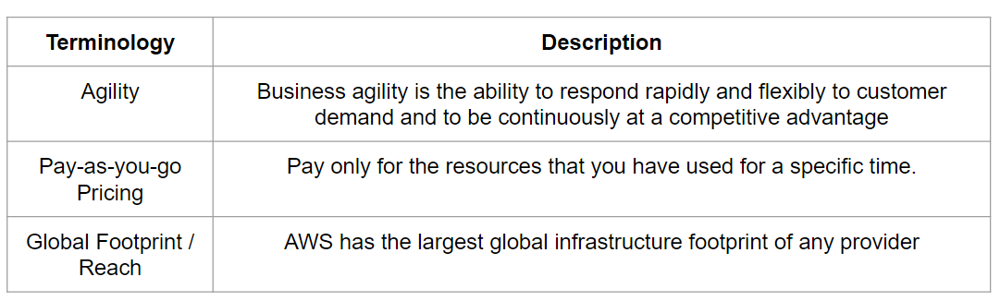 Terminology
Description
Agility
Business agility is the ability to respond rapidly and flexibly to customer
demand and to be continuously at a competitive advantage
Pay-as-you-go
Pricing
Pay only for the resources that you have used for a specific time.
Global Footprint /
Reach
AWS has the largest global infrastructure footprint of any provider